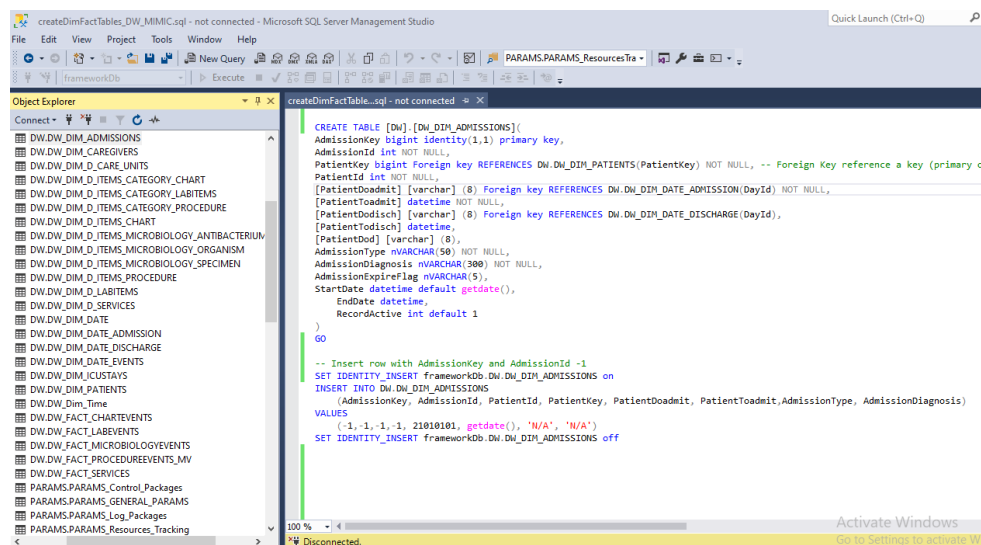 createDimFactTables_DW_MIMIC.sql - not connected - Microsoft SQL Server Management Studio
Quick Launch (Ctrl+Q)
File Edit View Project Tools Window Help
New Query
PARAMS.PARAMS_ResourcesTra
frameworkDb
Execute
Object Explorer
createDimFactTable...sql - not connected
Connect
DW.DW_DIM_ADMISSIONS
DW.DW_DIM_CAREGIVERS
DW.DW_DIM_D_CARE_UNITS
DW.DW_DIM_D_ITEMS_CATEGORY_CHART
DW.DW_DIM_D_ITEMS_CATEGORY_LABITEMS
DW.DW_DIM_D_ITEMS_CATEGORY_PROCEDURE
DW.DW_DIM_D_ITEMS_CHART
DW.DW_DIM_D_ITEMS_MICROBIOLOGY_ANTIBACTERIUM
DW.DW_DIM_D_ITEMS_MICROBIOLOGY_ORGANISM
DW.DW_DIM_D_ITEMS_MICROBIOLOGY_SPECIMEN
DW.DW_DIM_D_ITEMS_PROCEDURE
DW.DW_DIM_D_LABITEMS
DW.DW_DIM_D_SERVICES
DW.DW_DIM_DATE
DW.DW_DIM_DATE_ADMISSION
DW.DW_DIM_DATE_DISCHARGE
DW.DW_DIM_DATE_EVENTS
DW.DW_DIM_ICUSTAYS
DW.DW_DIM_PATIENTS
DW.DW_Dim_Time
DW.DW_FACT_CHARTEVENTS
DW.DW_FACT_LABEVENTS
DW.DW_FACT_MICROBIOLOGYEVENTS
DW.DW_FACT_PROCEDUREEVENTS_MV
DW.DW_FACT_SERVICES
PARAMS.PARAMS_Control_Packages
PARAMS.PARAMS_GENERAL_PARAMS
PARAMS.PARAMS_Log_Packages
PARAMS.PARAMS_Resources_Tracking
CREATE TABLE [DW].[DW_DIM_ADMISSIONS](
AdmissionKey bigint identity(1,1) primary key,
AdmissionId int NOT NULL,
PatientKey bigint Foreign key REFERENCES DW.DW_DIM_PATIENTS(PatientKey) NOT NULL, -- Foreign Key reference a key (primary
PatientId int NOT NULL,
[PatientDoadmit] [varchar] (8) Foreign key REFERENCES DW.DW_DIM_DATE_ADMISSION(DayId) NOT NULL,
[PatientToadmit] datetime NOT NULL,
[PatientDodisch] [varchar] (8) Foreign key REFERENCES DW.DW_DIM_DATE_DISCHARGE(DayId),
[PatientTodisch] datetime,
[PatientDod] [varchar] (8),
AdmissionType nVARCHAR(50) NOT NULL,
AdmissionDiagnosis nVARCHAR(300) NOT NULL,
AdmissionExpireFlag nVARCHAR(5),
StartDate datetime default getdate(),
EndDate datetime,
RecordActive int default 1
)
GO
-- Insert row with AdmissionKey and AdmissionId -1
SET IDENTITY_INSERT frameworkDb.DW.DW_DIM_ADMISSIONS on
INSERT INTO DW.DW_DIM_ADMISSIONS
(AdmissionKey, AdmissionId, PatientId, PatientKey, PatientDoadmit, PatientToadmit,AdmissionType, AdmissionDiagnosis)
VALUES
(-1,-1,-1,-1, 21010101, getdate(), 'N/A', 'N/A')
SET IDENTITY_INSERT frameworkDb.DW.DW_DIM_ADMISSIONS off
100 %
Disconnected.
Activate Windows
Go to Settings to activate W